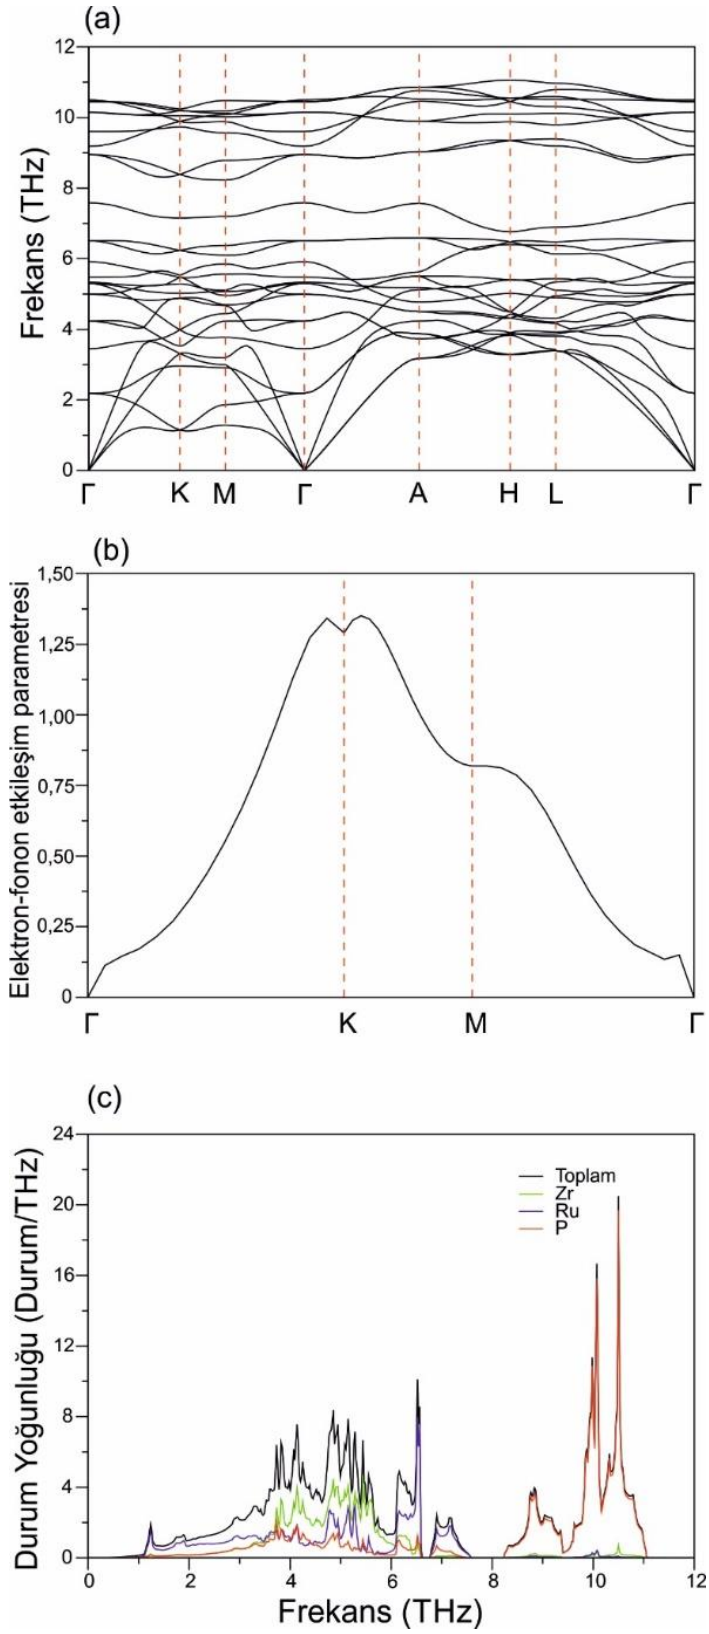 (a)
12
10
8
6
4
2
0
Frekans (THz)
Γ K M Γ A H L Γ
(b)
1,50
1,25
1,00
0,75
0,50
0,25
0
Elektron-fonon etkileşim parametresi
Γ K M Γ
(c)
24
20
16
12
8
4
0
Durum Yoğunluğu (Durum/THz)
Toplam
Zr
Ru
P
0 2 4 6 8 10 12
Frekans (THz)